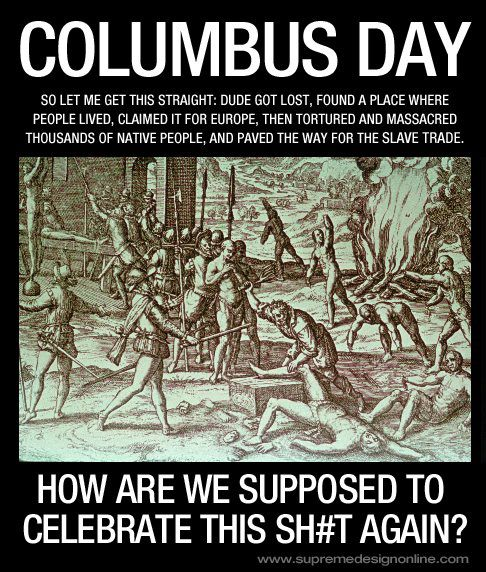 COLUMBUS DAY
SO LET ME GET THIS STRAIGHT: DUDE GOT LOST, FOUND A PLACE WHERE
PEOPLE LIVED, CLAIMED IT FOR EUROPE, THEN TORTURED AND MASSACRED
THOUSANDS OF NATIVE PEOPLE, AND PAVED THE WAY FOR THE SLAVE TRADE.
HOW ARE WE SUPPOSED TO
CELEBRATE THIS SH#T AGAIN?
www.supremedesignonline.com